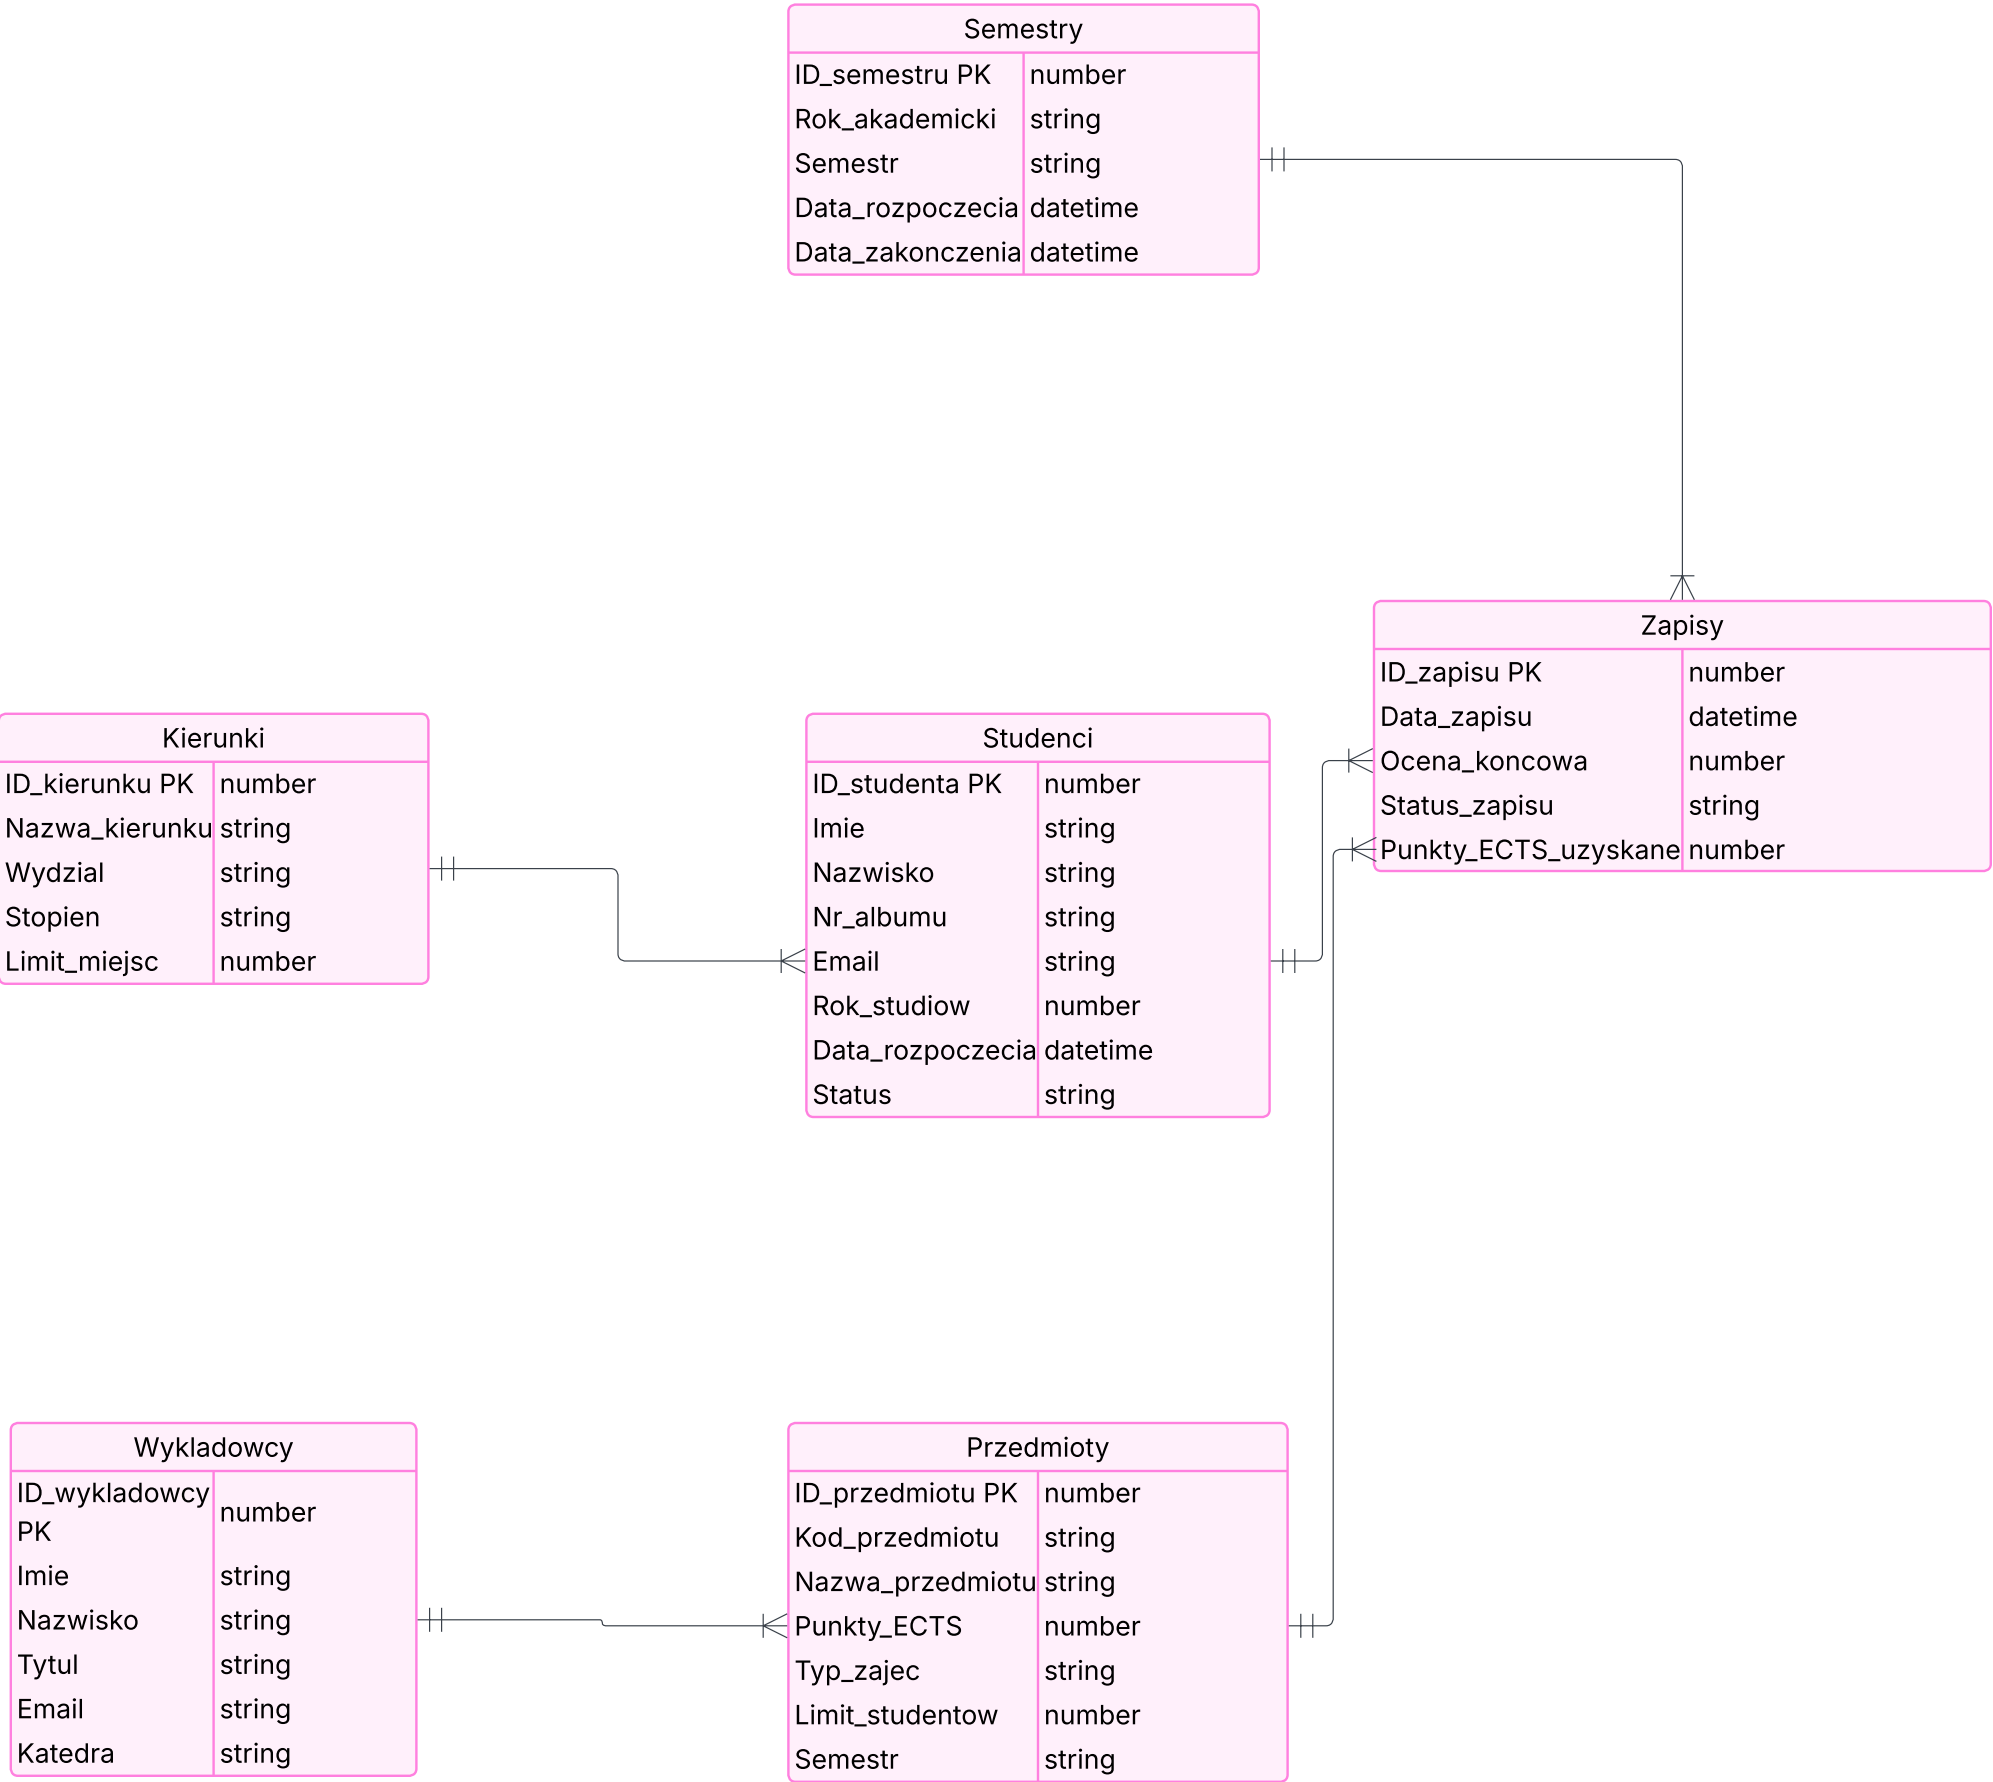 Semestry
ID_semestru PK number
Rok_akademicki string
Semestr string
Data_rozpoczecia datetime
Data_zakonczenia datetime
Zapisy
ID_zapisu PK number
Data_zapisu datetime
Ocena_koncowa number
Status_zapisu string
Punkty_ECTS_uzyskane number
Kierunki
ID_kierunku PK number
Nazwa_kierunku string
Wydzial string
Stopien string
Limit_miejsc number
Studenci
ID_studenta PK number
Imie string
Nazwisko string
Nr_albumu string
Email string
Rok_studiow number
Data_rozpoczecia datetime
Status string
Wykladowcy
ID_wykladowcy
PK
number
Imie string
Nazwisko string
Tytul string
Email string
Katedra string
Przedmioty
ID_przedmiotu PK number
Kod_przedmiotu string
Nazwa_przedmiotu string
Punkty_ECTS number
Typ_zajec string
Limit_studentow number
Semestr string